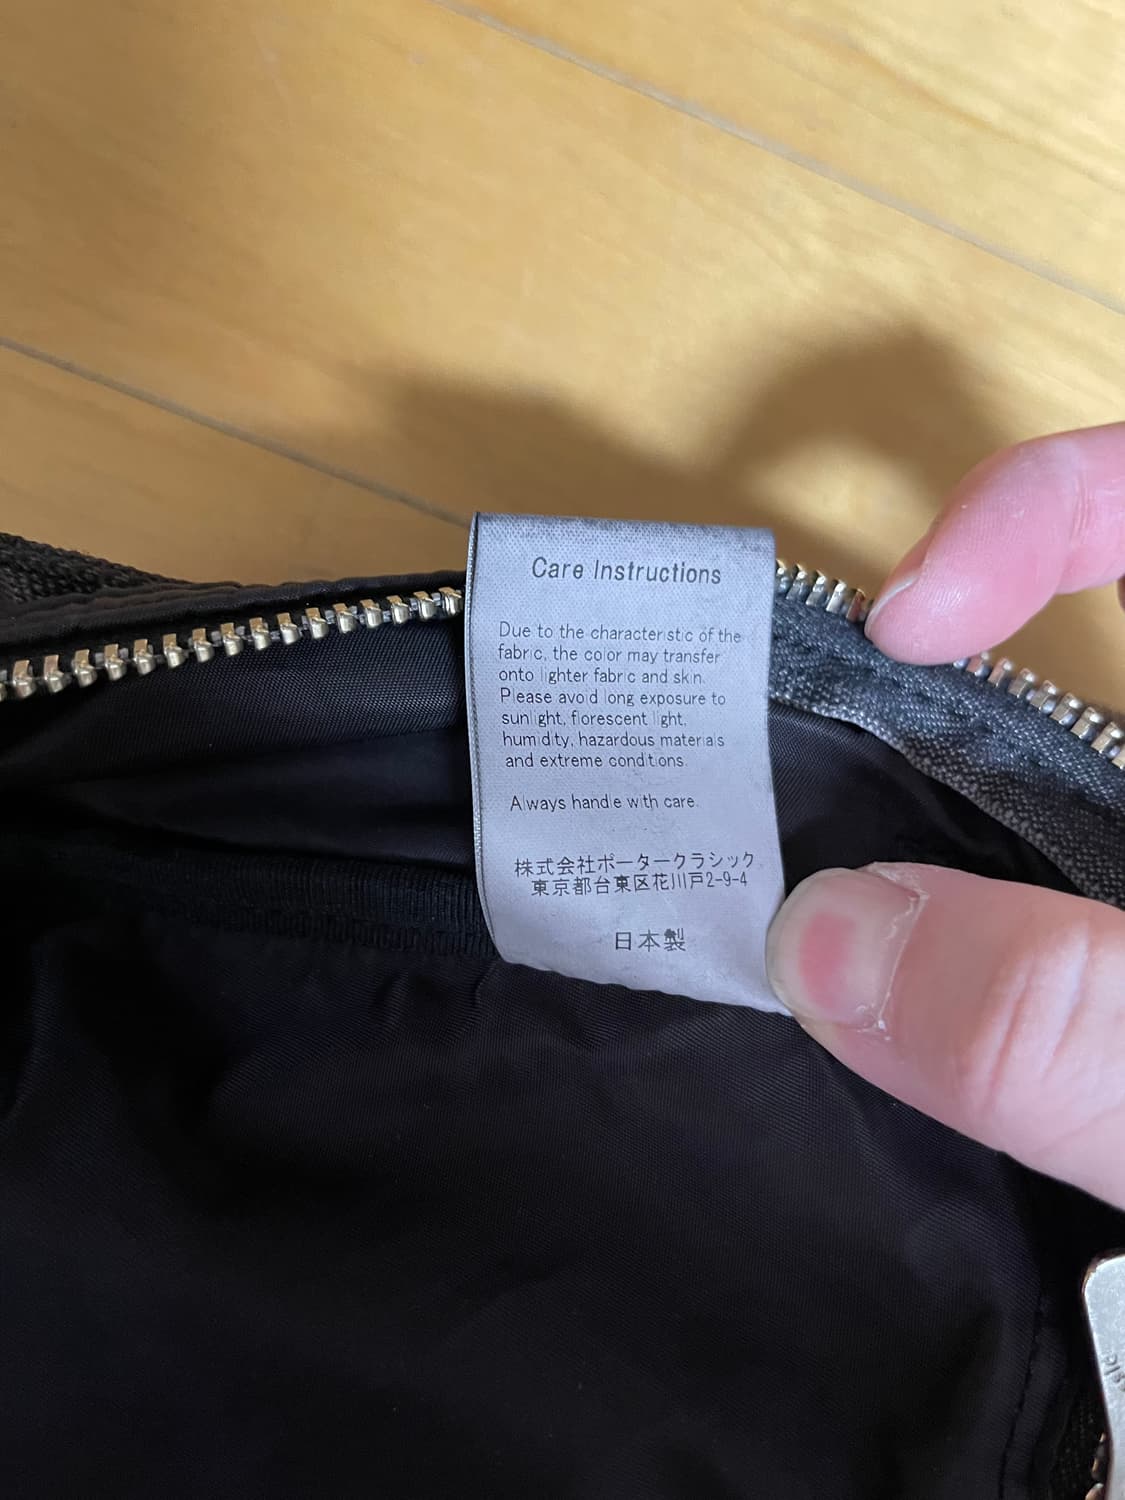 Care Instructions
Due to the characteristic of the
fabric, the color may transfer
onto lighter fabric and skin.
Please avoid long exposure to
sunlight, florescent light,
humidity, hazardous materials
and extreme conditions.
Always handle with care.
株式会社ポータークラシック
東京都台東区花川戸2-9-4
日本製